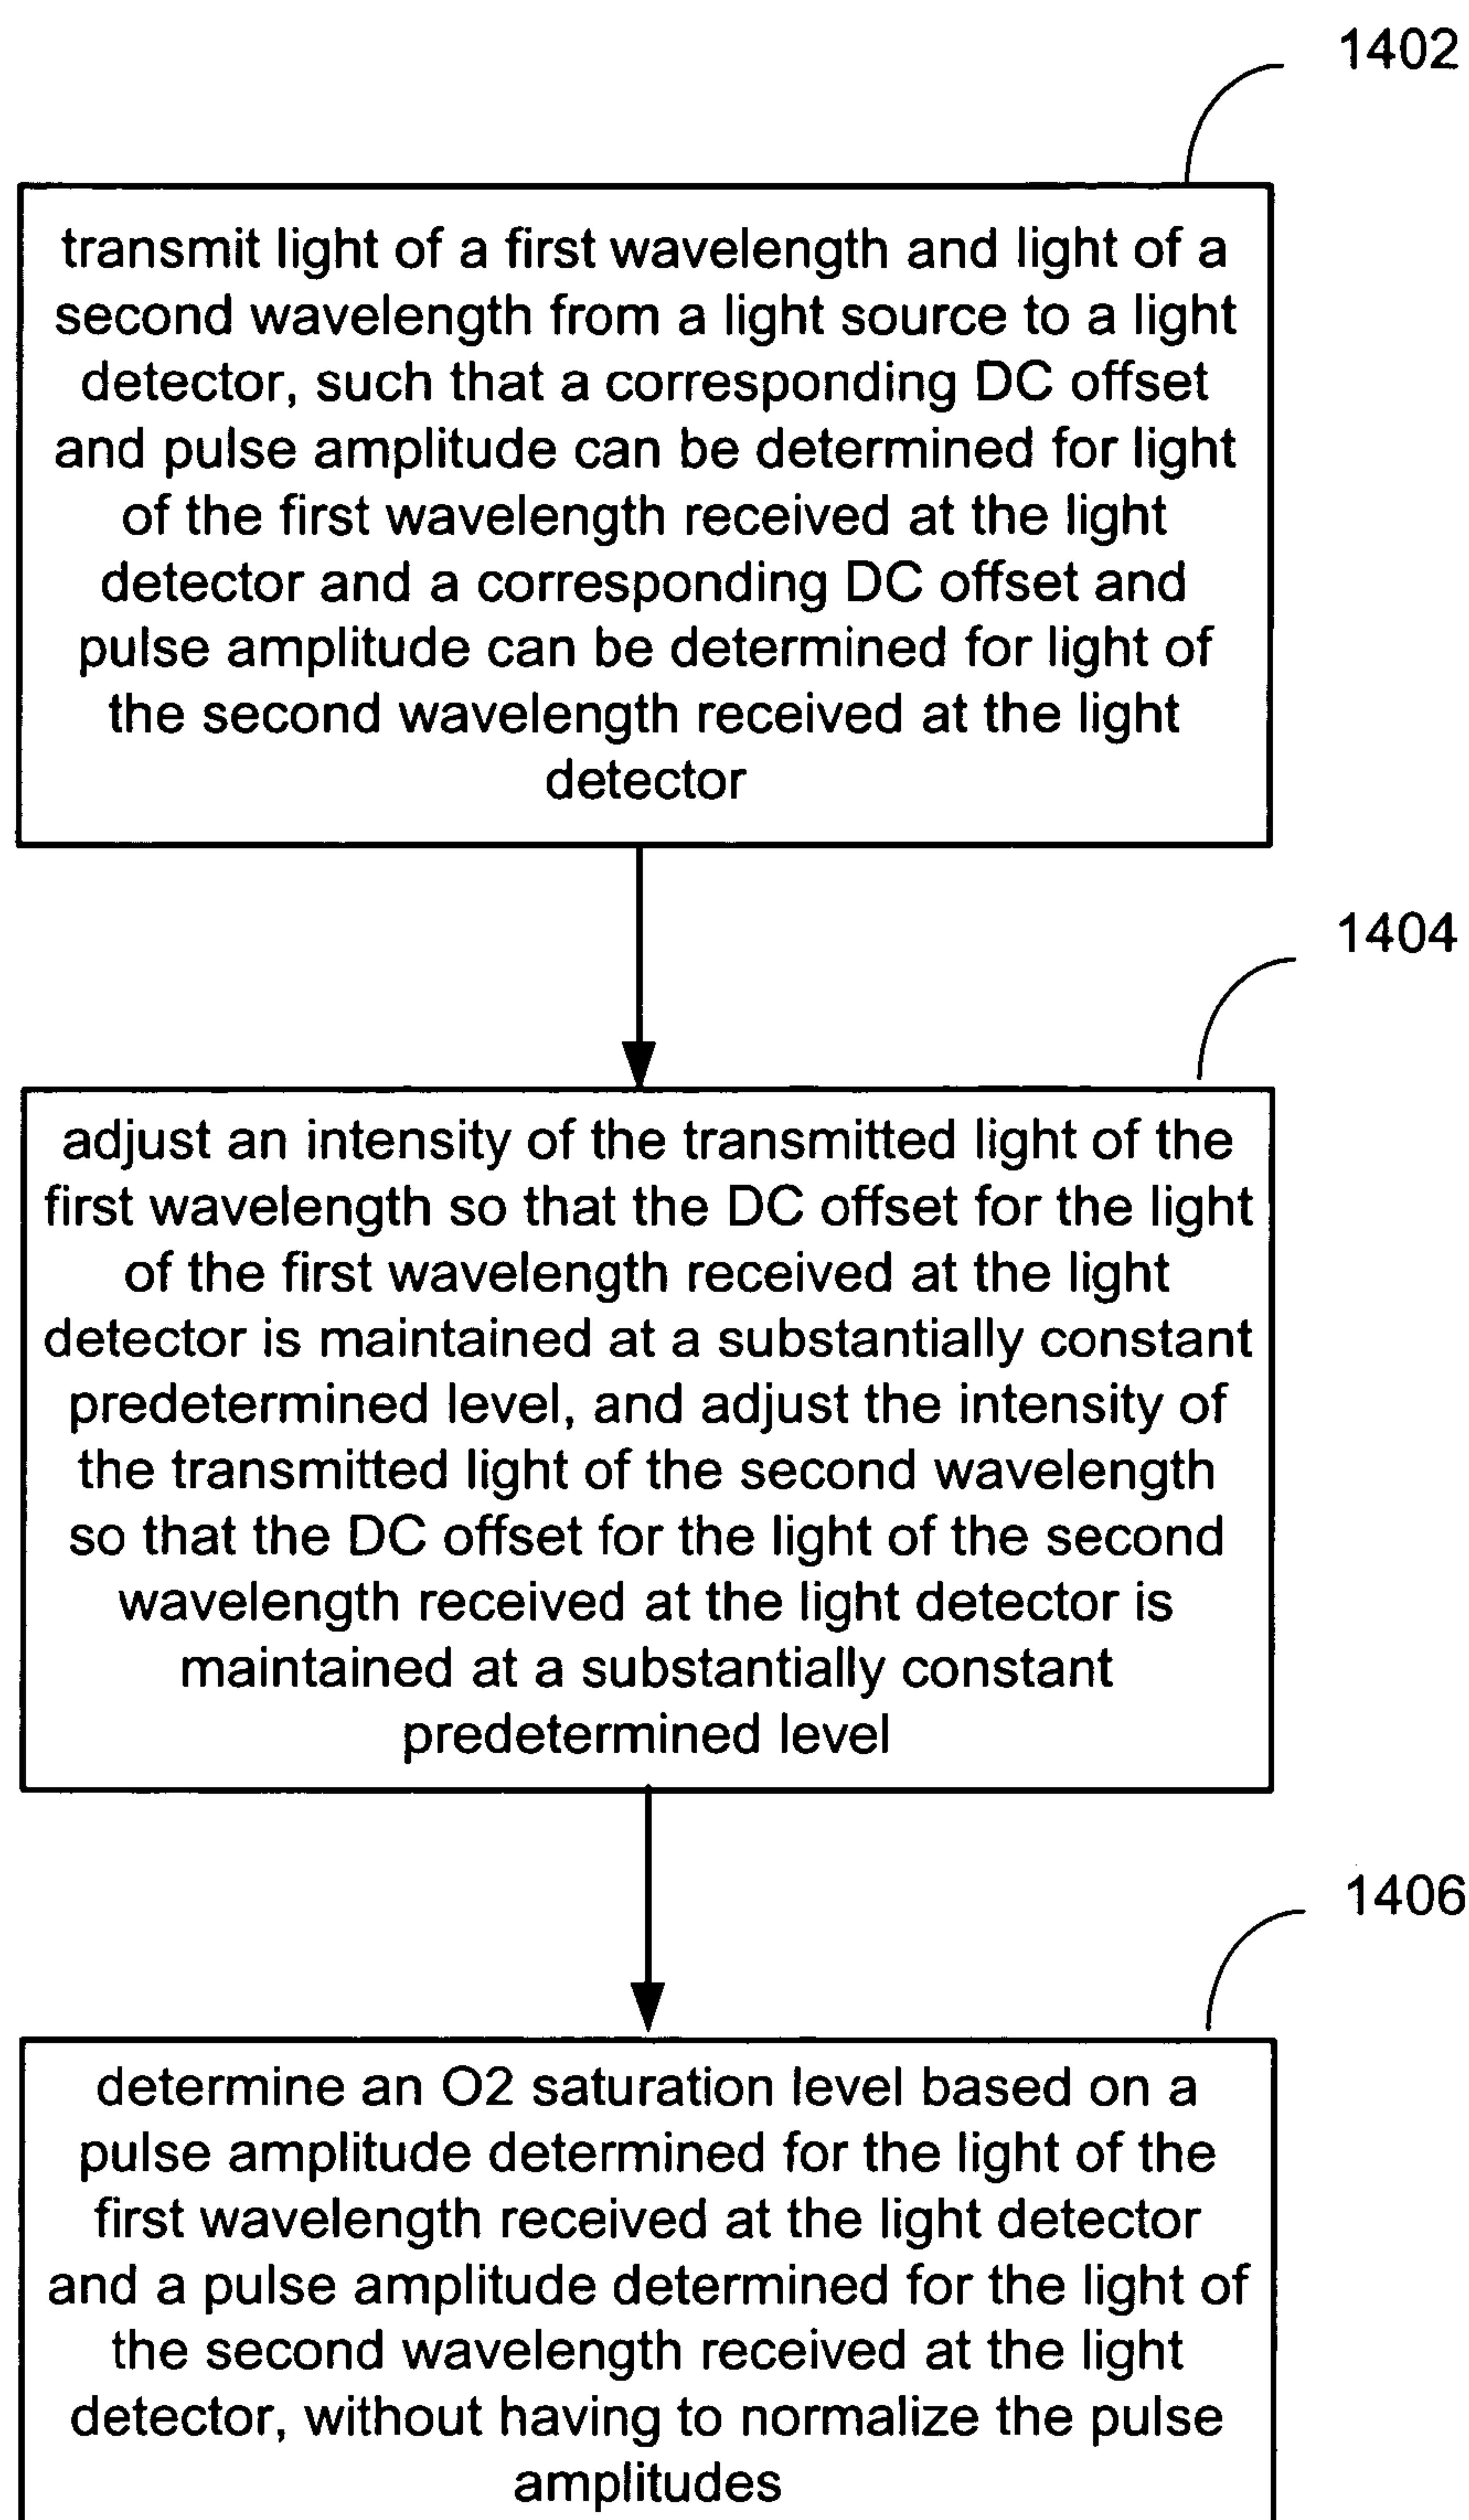 1402
transmit light of a first wavelength and light of a
second wavelength from a light source to a light
detector, such that a corresponding DC offset
and pulse amplitude can be determined for light
of the first wavelength received at the light
detector and a corresponding DC offset and
pulse amplitude can be determined for light of
the second wavelength received at the light
detector
1404
adjust an intensity of the transmitted light of the
first wavelength so that the DC offset for the light
of the first wavelength received at the light
detector is maintained at a substantially constant
predetermined level, and adjust the intensity of
the transmitted light of the second wavelength
so that the DC offset for the light of the second
wavelength received at the light detector is
maintained at a substantially constant
predetermined level
1406
determine an O2 saturation level based on a
pulse amplitude determined for the light of the
first wavelength received at the light detector
and a pulse amplitude determined for the light of
the second wavelength received at the light
detector, without having to normalize the pulse
amplitudes